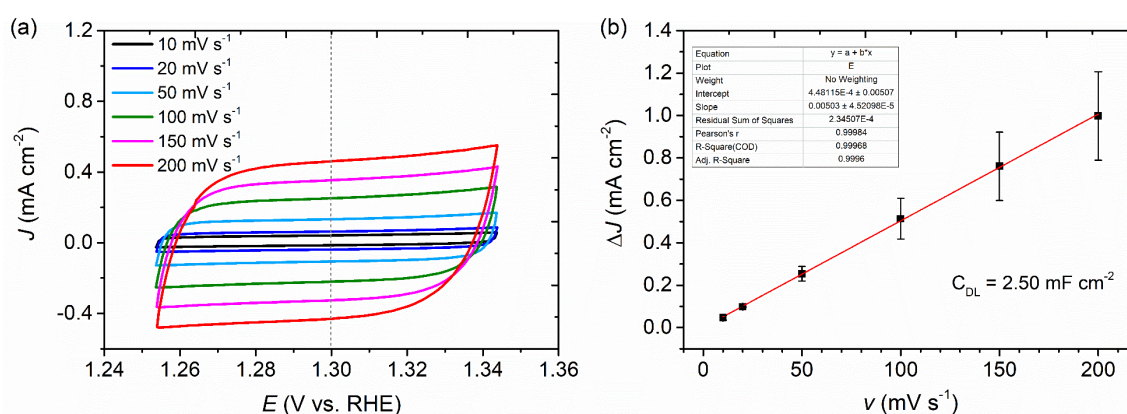 (a)
10 mV s⁻¹
20 mV s⁻¹
50 mV s⁻¹
100 mV s⁻¹
150 mV s⁻¹
200 mV s⁻¹
J (mA cm⁻²)
1.2
0.8
0.4
0.0
-0.4
1.24 1.26 1.28 1.30 1.32 1.34 1.36
E (V vs. RHE)
(b)
Equation y = a + b*x
Plot E
Weight No Weighting
Intercept 4.48115E-4 ± 0.00507
Slope 0.00503 ± 4.52098E-5
Residual Sum of Squares 2.34507E-4
Pearson's r 0.99984
R-Square(COD) 0.99968
Adj. R-Square 0.9996
ΔJ (mA cm⁻²)
1.4
1.2
1.0
0.8
0.6
0.4
0.2
0.0
C_DL = 2.50 mF cm⁻²
0 50 100 150 200
v (mV s⁻¹)